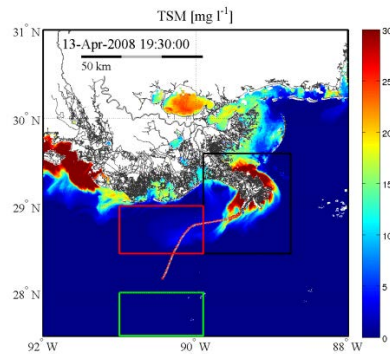 TSM [mg l⁻¹]
31° N
13-Apr-2008 19:30:00
50 km
30° N
29° N
28° N
92 W
90° W
88° W
30
25
20
15
10
5
0